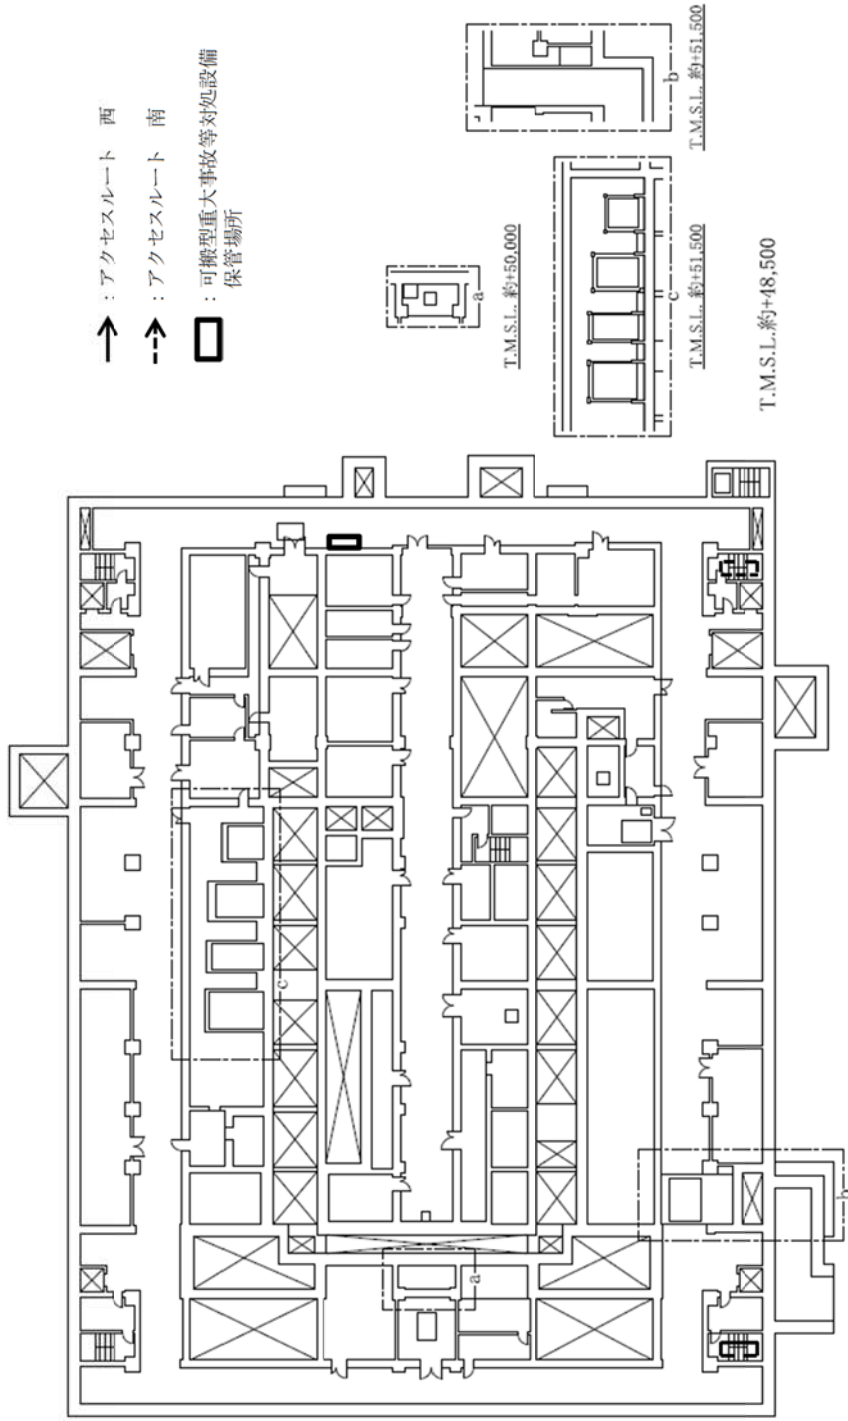 ：アクセスルート　西
：アクセスルート　南
：可搬型重大事故等対処設備
保管場所
a
T.M.S.L. 約+50,000
b
T.M.S.L. 約+51,500
c
T.M.S.L. 約+51,500
T.M.S.L.約+48,500
c
a
b